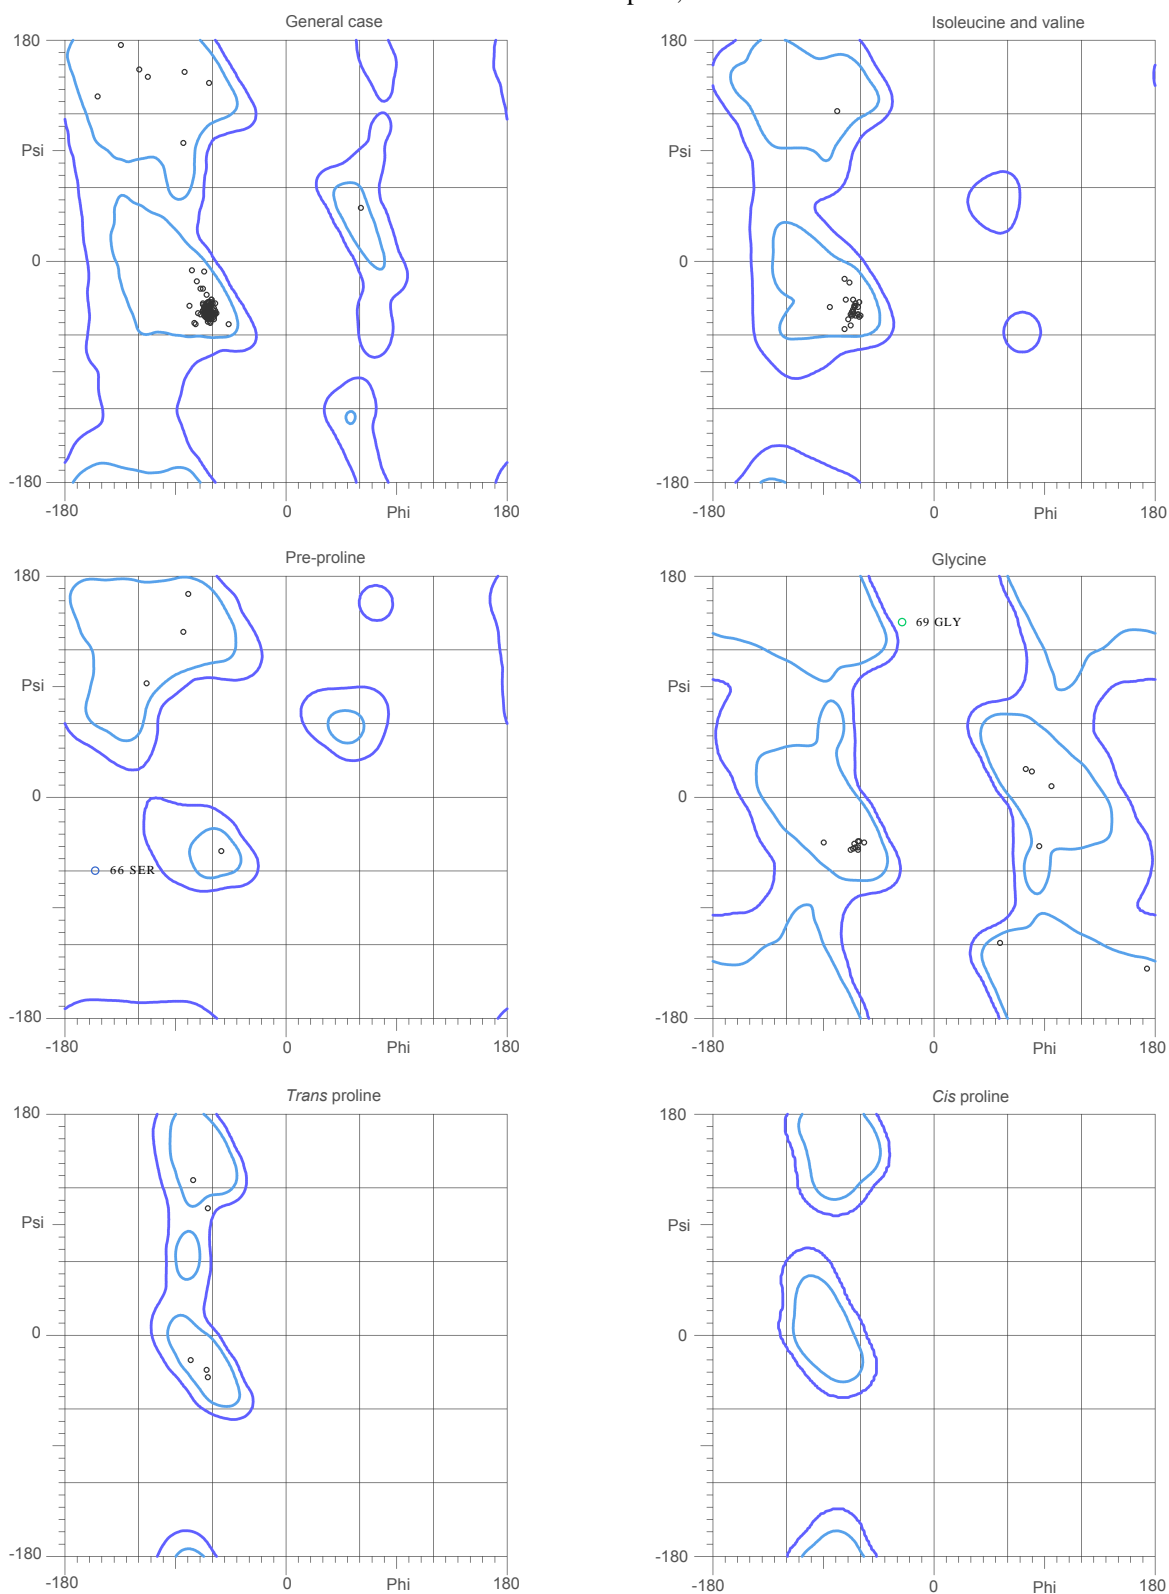 General case
180
Psi
0
-180
-180
0
Phi
180
Isoleucine and valine
180
Psi
0
-180
-180
0
Phi
180
Pre-proline
180
Psi
0
66 SER
-180
-180
0
Phi
180
Glycine
180
69 GLY
Psi
0
-180
-180
0
Phi
180
Trans proline
180
Psi
0
-180
-180
0
Phi
180
Cis proline
180
Psi
0
-180
-180
0
Phi
180